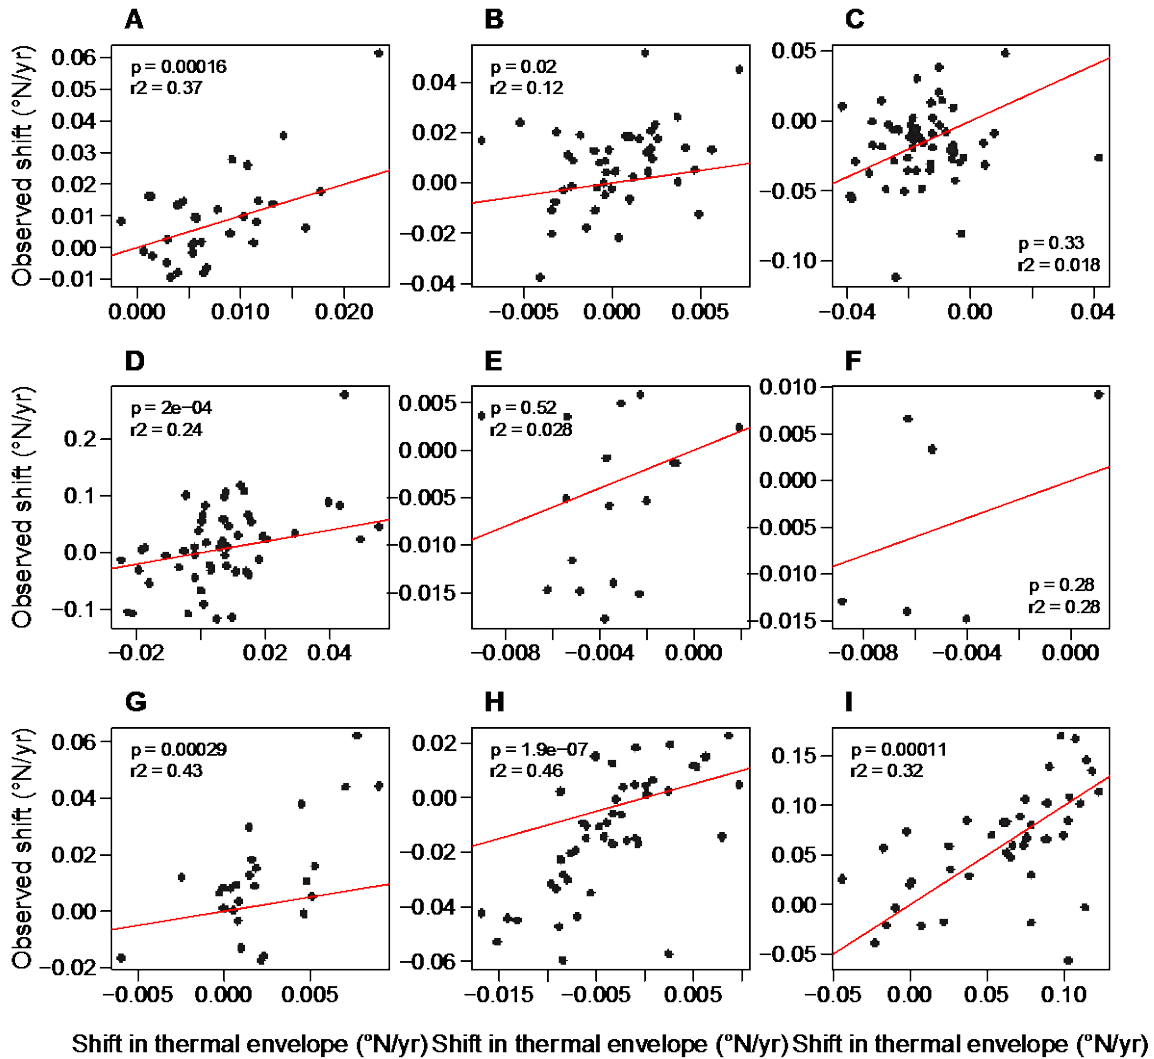 A B C
Observed shift (°N/yr)
0.06
0.05
0.04
0.03
0.02
0.01
0.00
−0.01
p = 0.00016
r2 = 0.37
0.000 0.010 0.020
0.04
0.02
0.00
−0.02
−0.04
p = 0.02
r2 = 0.12
−0.005 0.000 0.005
0.05
0.00
−0.05
−0.10
p = 0.33
r2 = 0.018
−0.04 0.00 0.04
D E F
Observed shift (°N/yr)
0.2
0.1
0.0
−0.1
p = 2e−04
r2 = 0.24
−0.02 0.02 0.04
0.005
0.000
−0.005
−0.010
−0.015
p = 0.52
r2 = 0.028
−0.008 −0.004 0.000
0.010
0.005
0.000
−0.005
−0.010
−0.015
p = 0.28
r2 = 0.28
−0.008 −0.004 0.000
G H I
Observed shift (°N/yr)
0.06
0.04
0.02
0.00
−0.02
p = 0.00029
r2 = 0.43
−0.005 0.000 0.005
0.02
0.00
−0.02
−0.04
−0.06
p = 1.9e−07
r2 = 0.46
−0.015 −0.005 0.005
0.15
0.10
0.05
0.00
−0.05
p = 0.00011
r2 = 0.32
−0.05 0.00 0.05 0.10
Shift in thermal envelope (°N/yr) Shift in thermal envelope (°N/yr) Shift in thermal envelope (°N/yr)